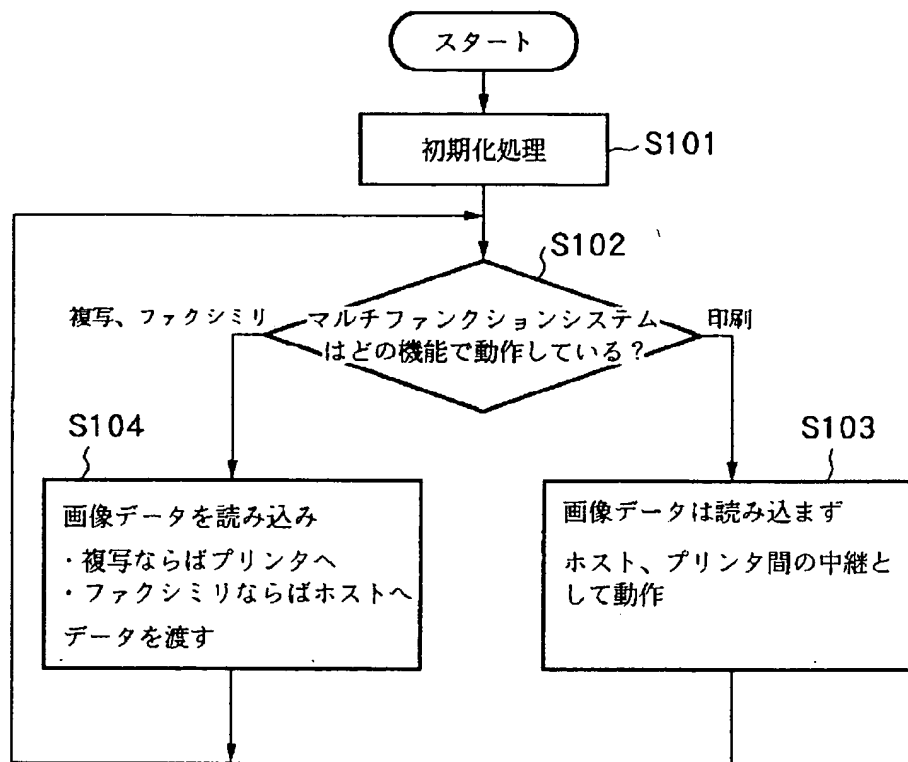 スタート
初期化処理
S101
S102
複写、ファクシミリ
マルチファンクションシステム
はどの機能で動作している？
印刷
S104
画像データを読み込み
・複写ならばプリンタへ
・ファクシミリならばホストへ
データを渡す
S103
画像データは読み込まず
ホスト、プリンタ間の中継と
して動作